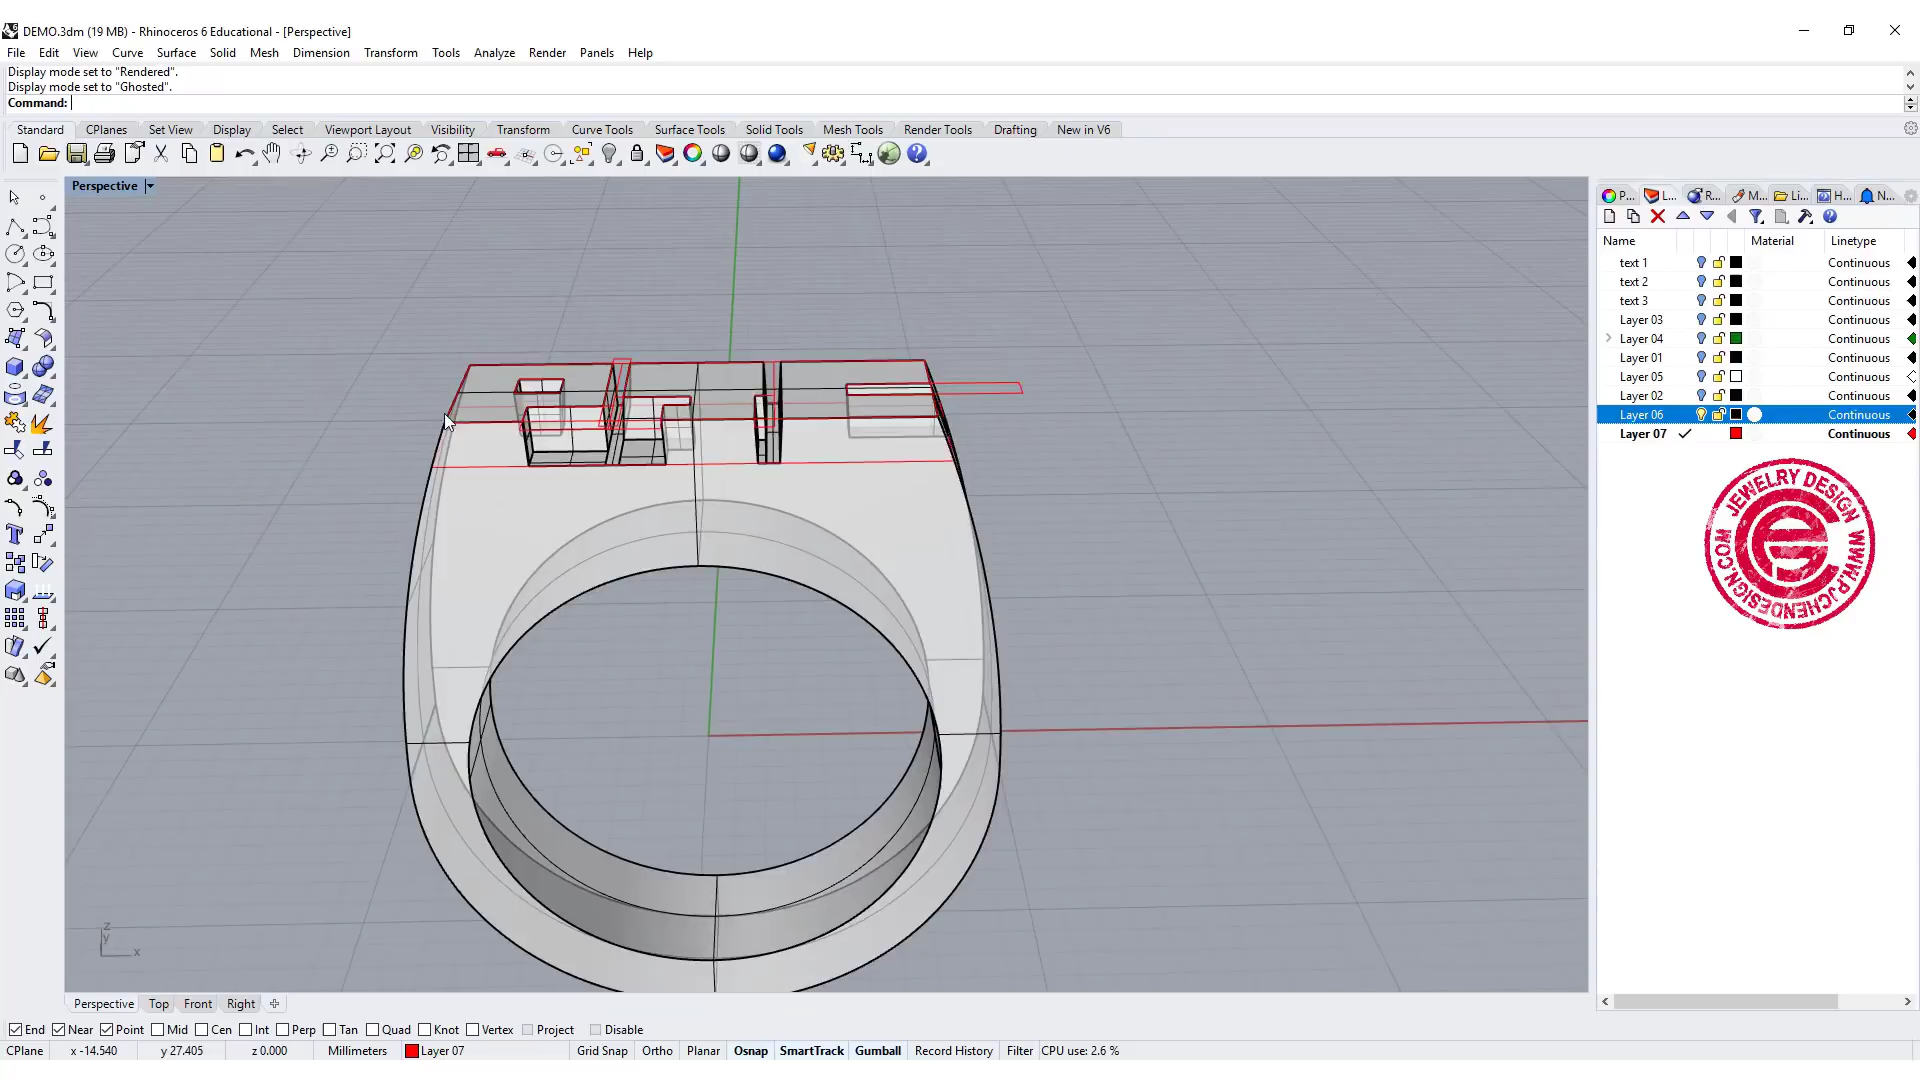 DEMO.3dm (19 MB) - Rhinoceros 6 Educational - [Perspective]
File Edit View Curve Surface Solid Mesh Dimension Transform Tools Analyze Render Panels Help
Display mode set to "Rendered".
Display mode set to "Ghosted".
Command:
Standard CPlanes Set View Display Select Viewport Layout Visibility Transform Curve Tools Surface Tools Solid Tools Mesh Tools Render Tools Drafting New in V6
Perspective
P... L... R... M... Li... H... N...
Name Material Linetype
text 1 Continuous
text 2 Continuous
text 3 Continuous
Layer 03 Continuous
Layer 04 Continuous
Layer 01 Continuous
Layer 05 Continuous
Layer 02 Continuous
Layer 06 Continuous
Layer 07 Continuous
JEWELRY DESIGN WWW.PJCHENDESIGN.COM
z
y
x
Perspective Top Front Right
End Near Point Mid Cen Int Perp Tan Quad Knot Vertex Project Disable
CPlane x -14.540 y 27.405 z 0.000 Millimeters Layer 07 Grid Snap Ortho Planar Osnap SmartTrack Gumball Record History Filter CPU use: 2.6 %